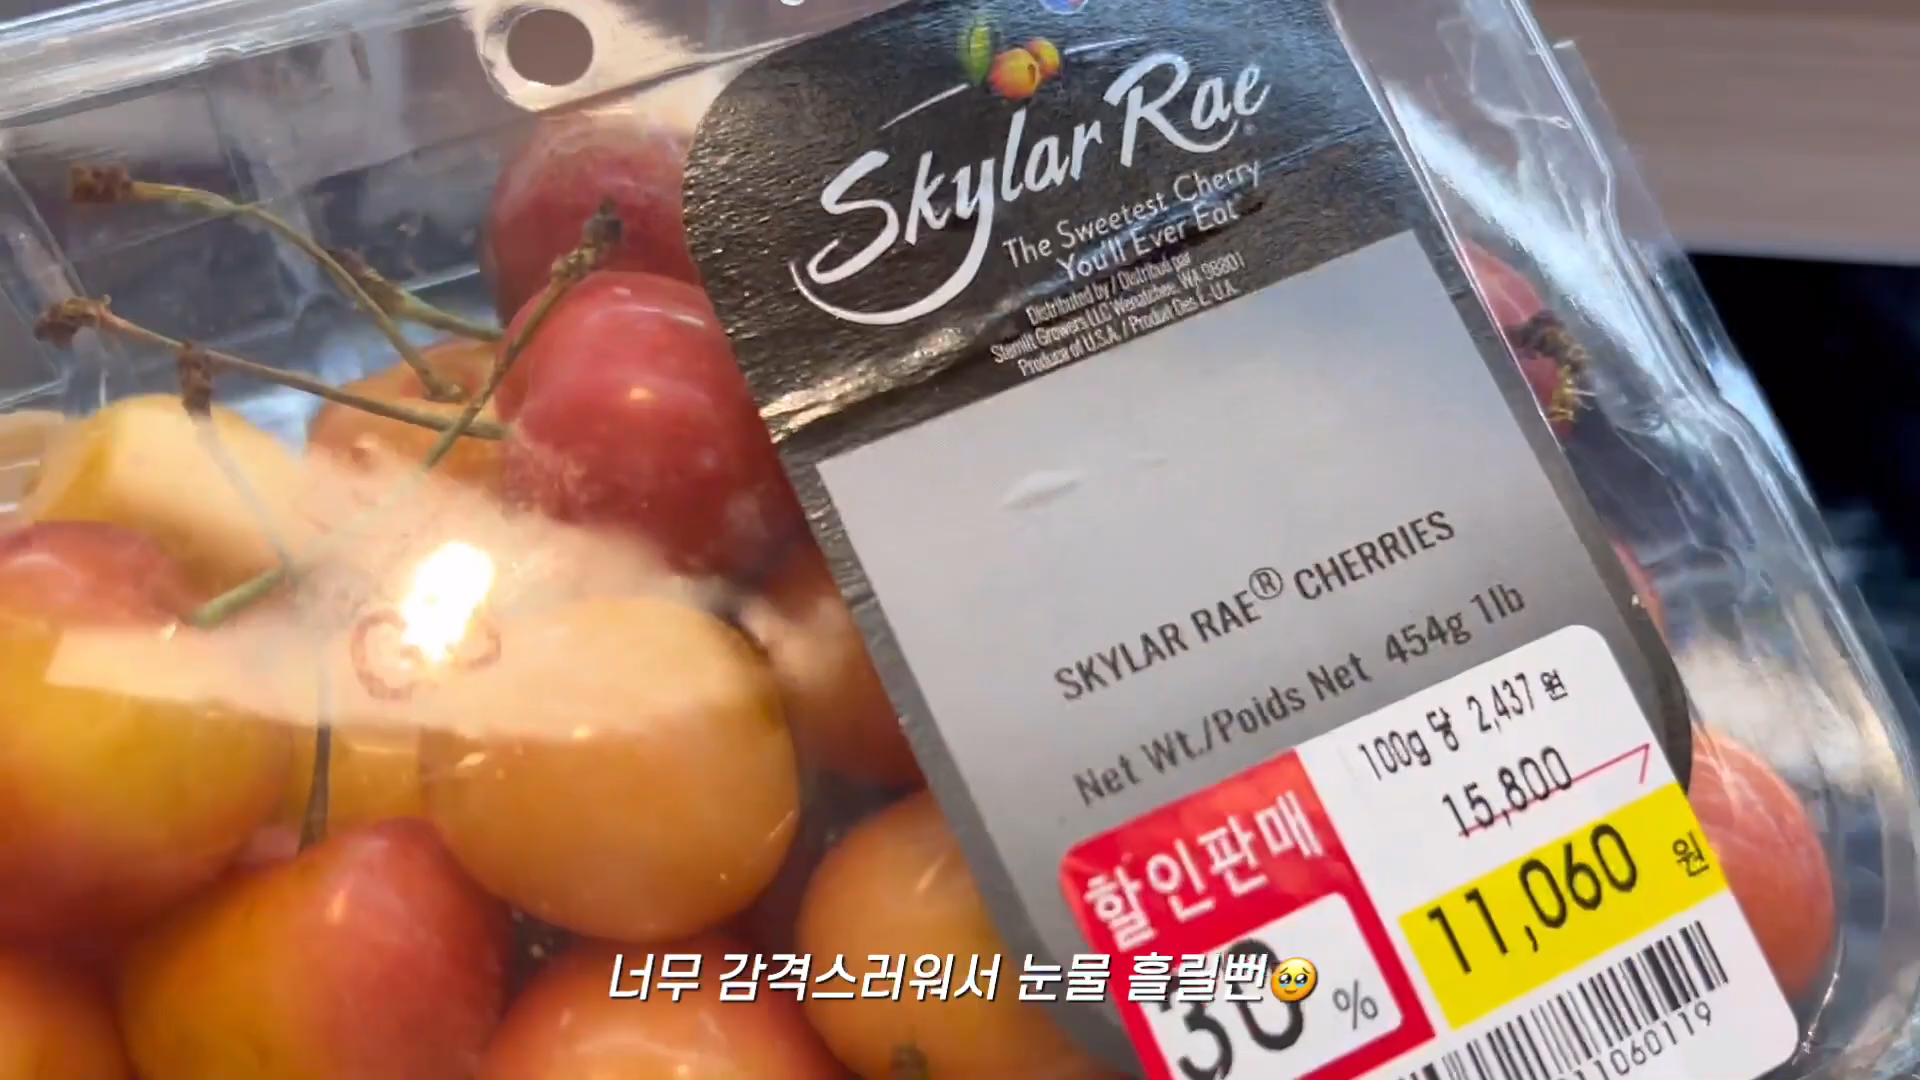 Skylar Rae
The Sweetest Cherry
You'll Ever Eat
Distributed by / Distribué par
Stemilt Growers LLC Wenatchee, WA 98801
Produce of U.S.A. / Produit Des É.-U.A.
SKYLAR RAE® CHERRIES
Net Wt./Poids Net 454g 1lb
100g 당 2,437 원
15,800
할인판매
11,060 원
30 %
11060119
너무 감격스러워서 눈물 흘릴뻔🥹